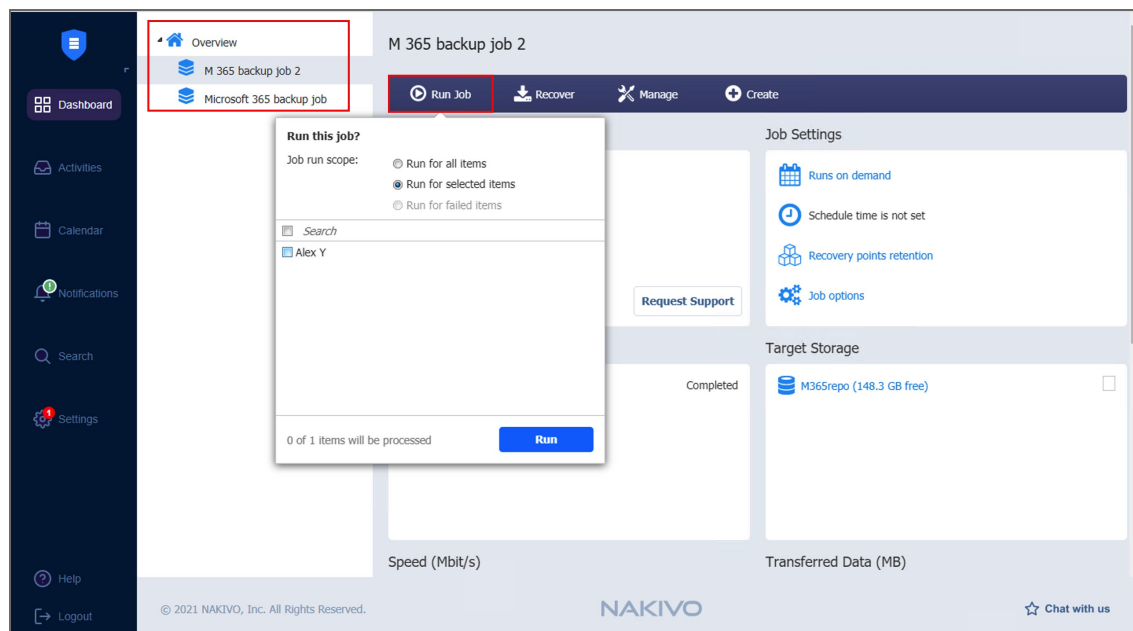 Overview
M 365 backup job 2
Microsoft 365 backup job
Dashboard
Activities
Calendar
Notifications
Search
1
Settings
Help
Logout
M 365 backup job 2
Run Job
Recover
Manage
Create
Run this job?
Job run scope:
Run for all items
Run for selected items
Run for failed items
Search
Alex Y
0 of 1 items will be processed
Run
Request Support
Completed
Speed (Mbit/s)
Job Settings
Runs on demand
Schedule time is not set
Recovery points retention
Job options
Target Storage
M365repo (148.3 GB free)
Transferred Data (MB)
© 2021 NAKIVO, Inc. All Rights Reserved.
NAKIVO
Chat with us